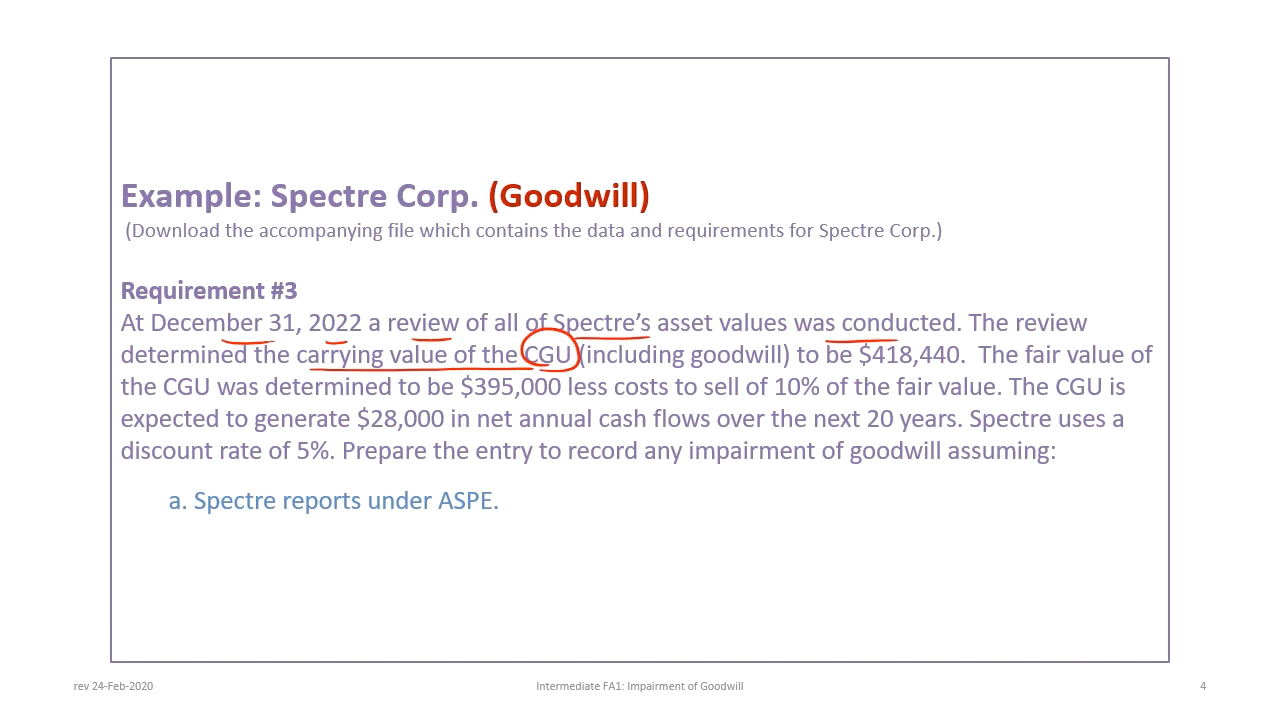 Example: Spectre Corp. (Goodwill)
(Download the accompanying file which contains the data and requirements for Spectre Corp.)
Requirement #3
At December 31, 2022 a review of all of Spectre’s asset values was conducted. The review
determined the carrying value of the CGU (including goodwill) to be $418,440. The fair value of
the CGU was determined to be $395,000 less costs to sell of 10% of the fair value. The CGU is
expected to generate $28,000 in net annual cash flows over the next 20 years. Spectre uses a
discount rate of 5%. Prepare the entry to record any impairment of goodwill assuming:
a. Spectre reports under ASPE.
rev 24-Feb-2020
Intermediate FA1: Impairment of Goodwill
4